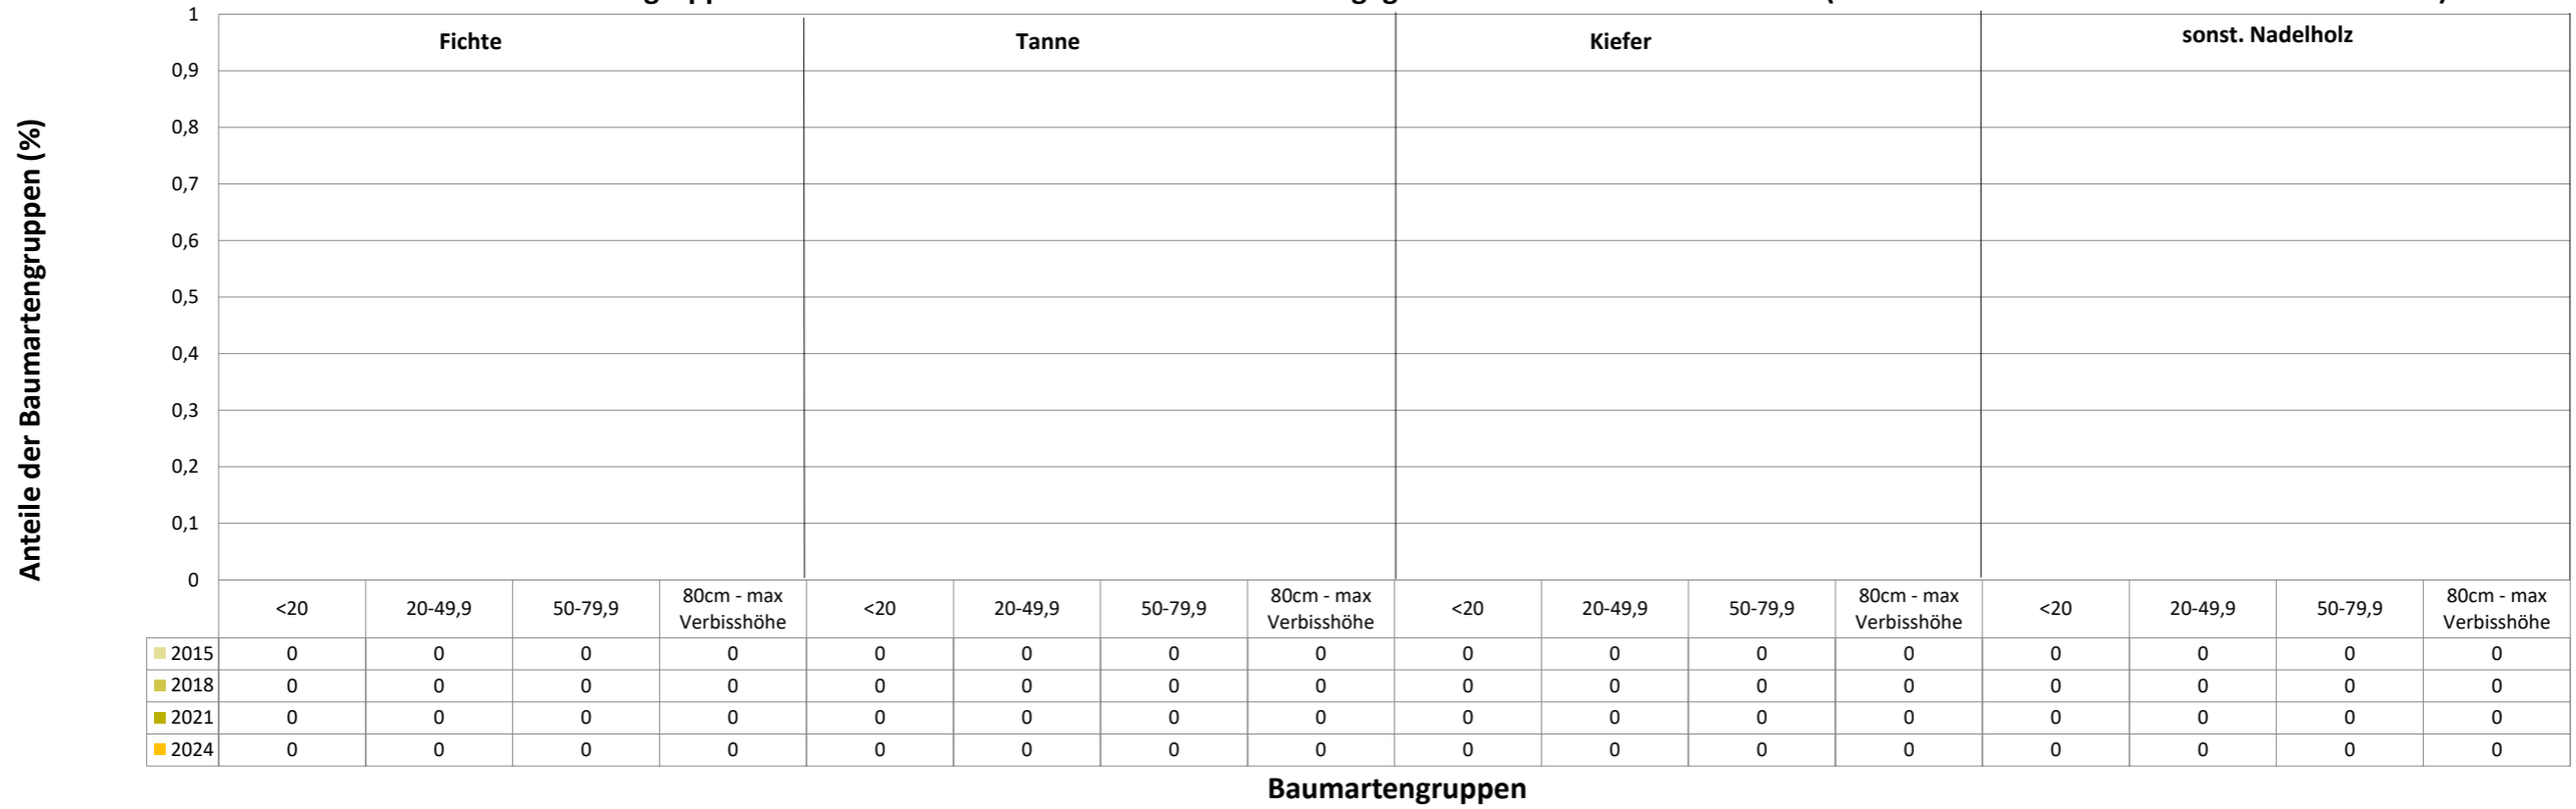 1
Fichte Tanne Kiefer sonst. Nadelholz
0,9
0,8
0,7
0,6
0,5
0,4
0,3
0,2
0,1
0
Anteile der Baumartengruppen (%)
<20 20-49,9 50-79,9 80cm - max Verbisshöhe <20 20-49,9 50-79,9 80cm - max Verbisshöhe <20 20-49,9 50-79,9 80cm - max Verbisshöhe <20 20-49,9 50-79,9 80cm - max Verbisshöhe
2015 0 0 0 0 0 0 0 0 0 0 0 0 0 0 0 0
2018 0 0 0 0 0 0 0 0 0 0 0 0 0 0 0 0
2021 0 0 0 0 0 0 0 0 0 0 0 0 0 0 0 0
2024 0 0 0 0 0 0 0 0 0 0 0 0 0 0 0 0
Baumartengruppen